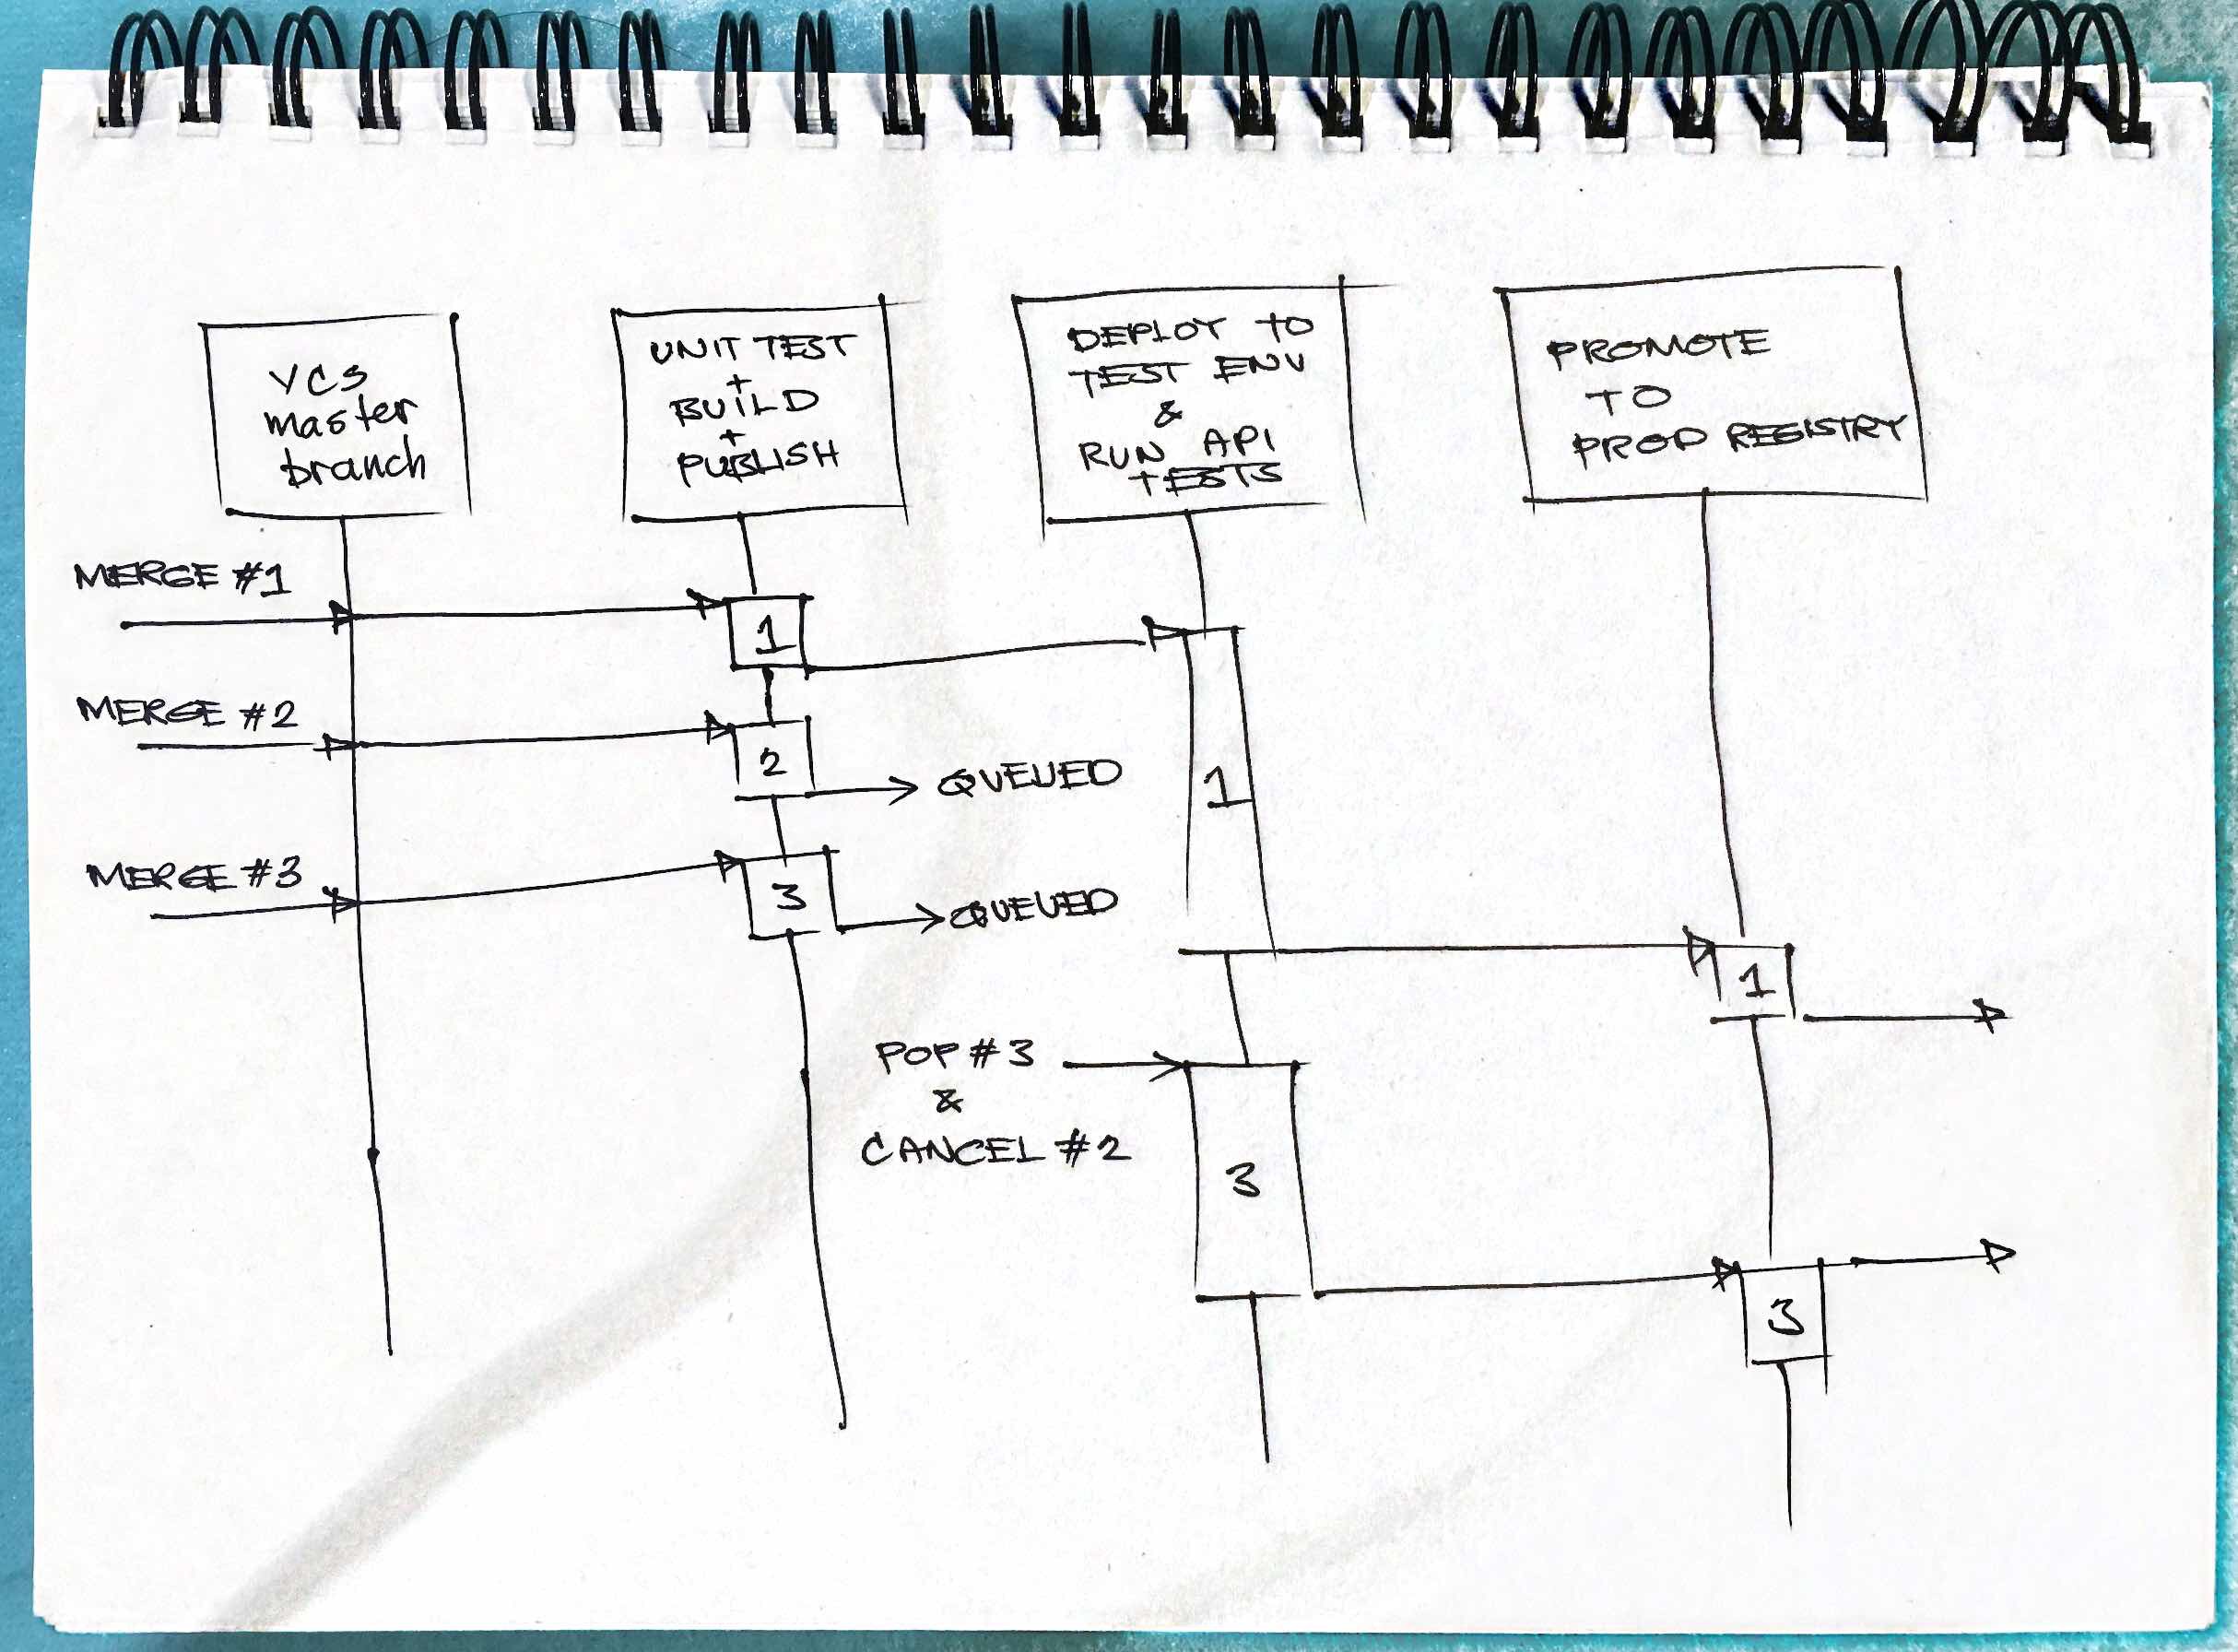 VCS
master
branch
UNIT TEST
+
BUILD
+
PUBLISH
DEPLOY TO
TEST ENV
&
RUN API
TESTS
PROMOTE
TO
PROD REGISTRY
MERGE #1
1
1
MERGE #2
2
QUEUED
MERGE #3
3
QUEUED
1
POP #3
&
CANCEL #2
3
3